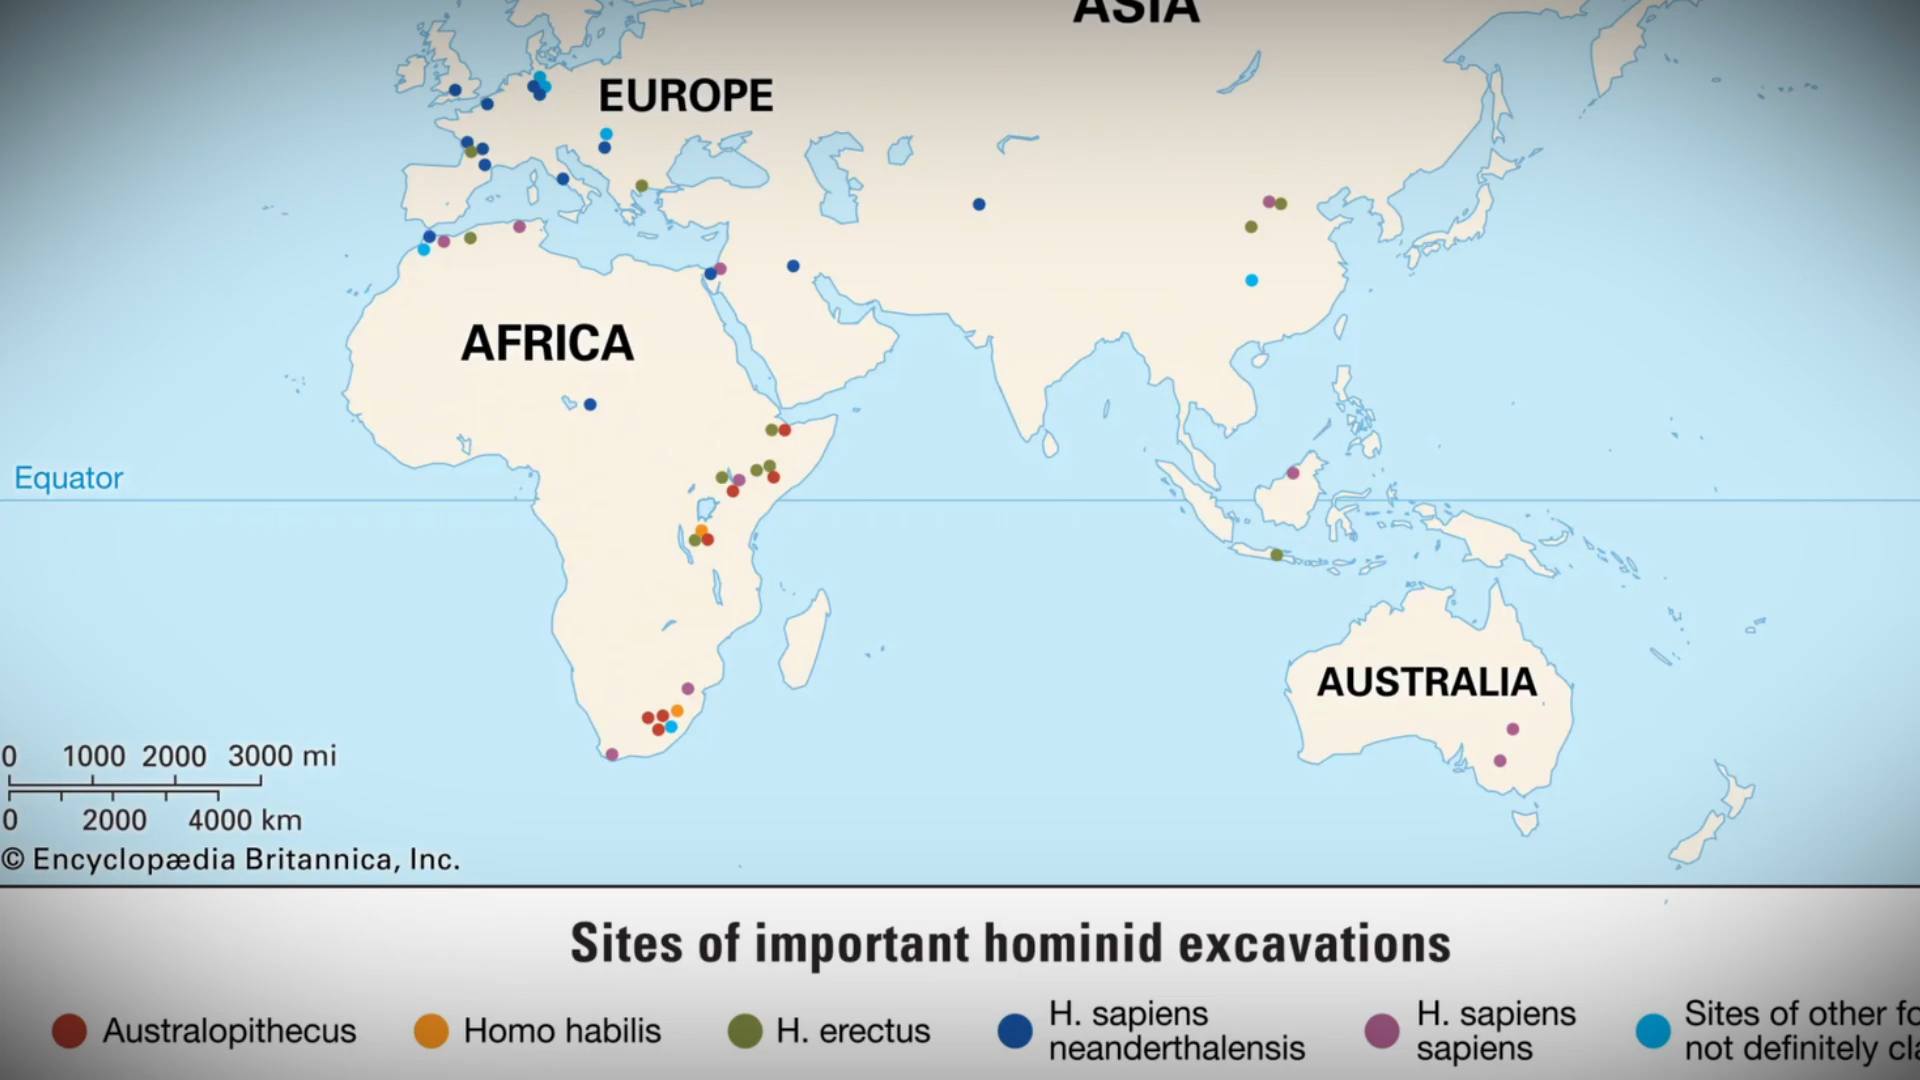 ASIA
EUROPE
AFRICA
Equator
AUSTRALIA
0 1000 2000 3000 mi
0 2000 4000 km
© Encyclopædia Britannica, Inc.
Sites of important hominid excavations
Australopithecus
Homo habilis
H. erectus
H. sapiens
neanderthalensis
H. sapiens
sapiens
Sites of other
not definitely